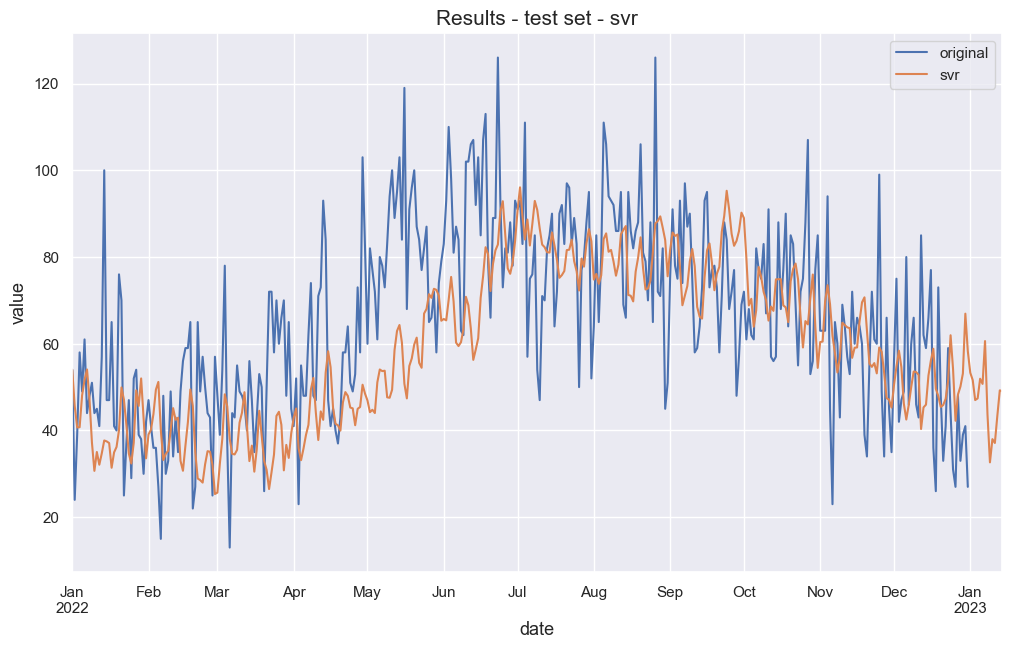 Results - test set - svr
original
svr
value
120
100
80
60
40
20
Jan
2022
Feb
Mar
Apr
May
Jun
Jul
Aug
Sep
Oct
Nov
Dec
Jan
2023
date